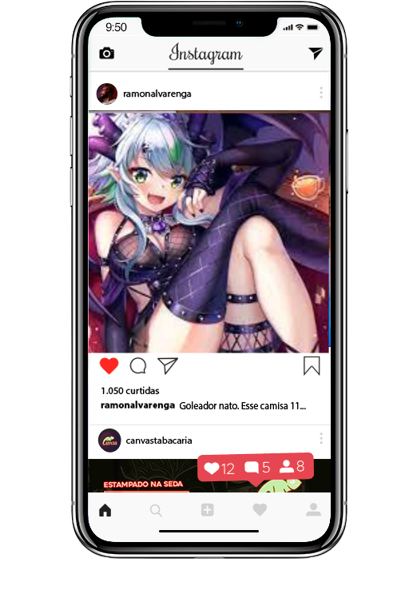 9:50
Instagram
ramonalvarenga
1.050 curtidas
ramonalvarenga Goleador nato. Esse camisa 11...
canvastabacaria
12 5 8
ESTAMPADO NA SEDA